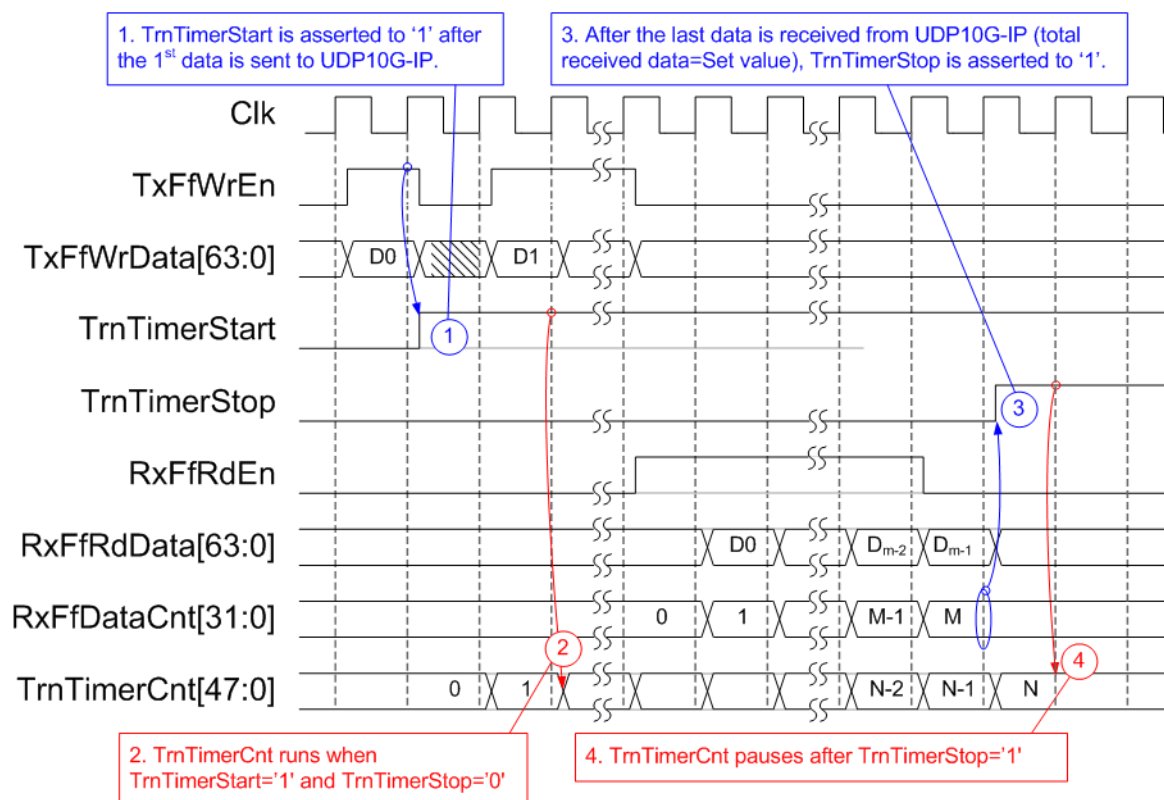 1. TrnTimerStart is asserted to ‘1’ after
the 1st data is sent to UDP10G-IP.
3. After the last data is received from UDP10G-IP (total
received data=Set value), TrnTimerStop is asserted to ‘1’.
Clk
TxFfWrEn
TxFfWrData[63:0] D0 D1
TrnTimerStart 1
TrnTimerStop 3
RxFfRdEn
RxFfRdData[63:0] D0 Dm-2 Dm-1
RxFfDataCnt[31:0] 0 1 M-1 M
2 4
TrnTimerCnt[47:0] 0 1 N-2 N-1 N
2. TrnTimerCnt runs when
TrnTimerStart=’1’ and TrnTimerStop=‘0’
4. TrnTimerCnt pauses after TrnTimerStop=’1'